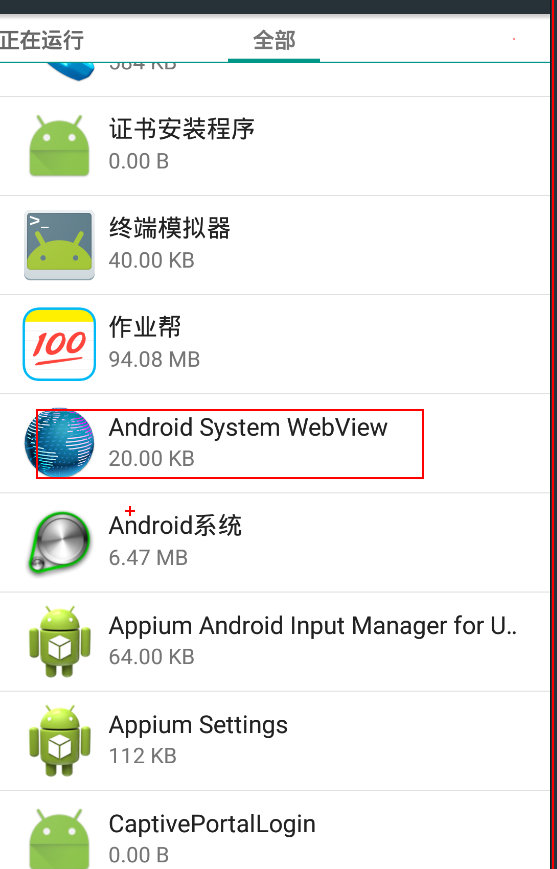 正在运行
全部
584 KB
证书安装程序
0.00 B
>_
终端模拟器
40.00 KB
100
作业帮
94.08 MB
Android System WebView
20.00 KB
Android系统
6.47 MB
Appium Android Input Manager for U..
64.00 KB
Appium Settings
112 KB
CaptivePortalLogin
0.00 B